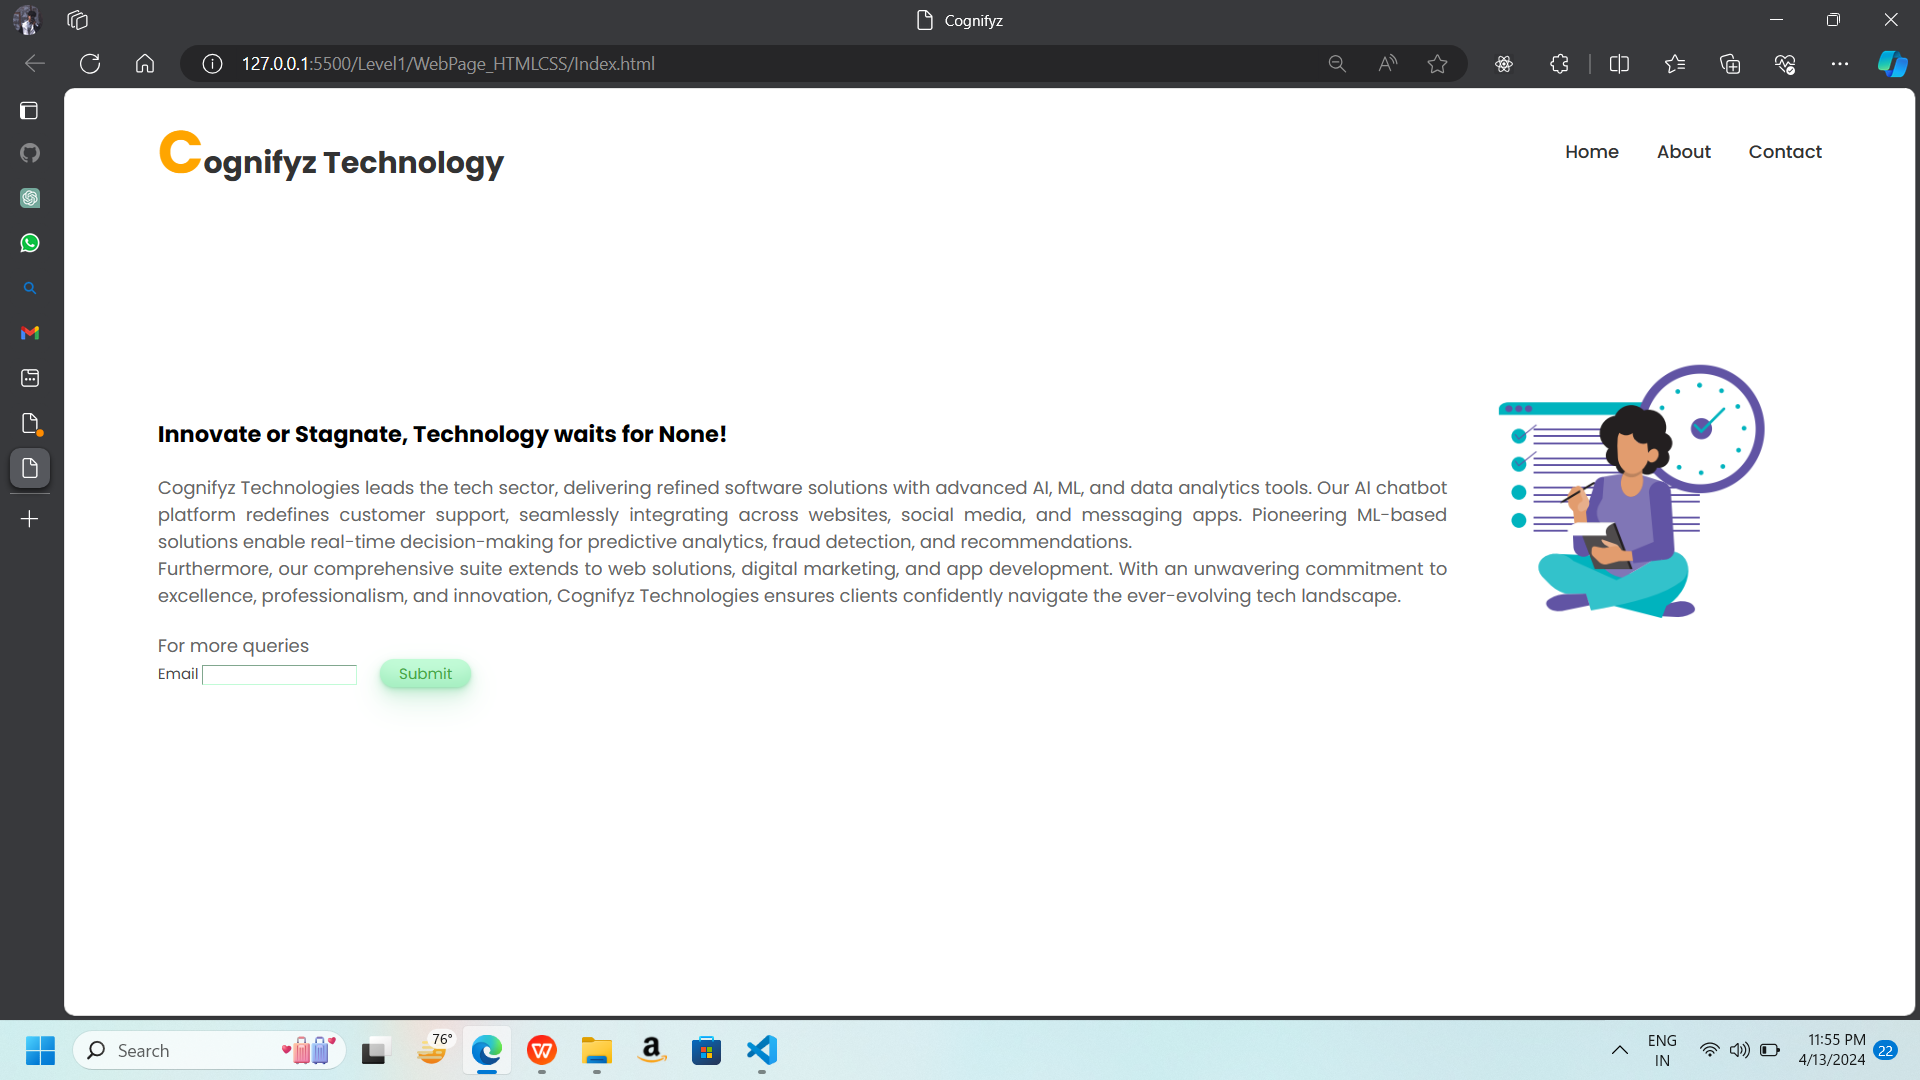 Cognifyz
127.0.0.1:5500/Level1/WebPage_HTMLCSS/Index.html
Cognifyz Technology
Home About Contact
Innovate or Stagnate, Technology waits for None!
Cognifyz Technologies leads the tech sector, delivering refined software solutions with advanced AI, ML, and data analytics tools. Our AI chatbot
platform redefines customer support, seamlessly integrating across websites, social media, and messaging apps. Pioneering ML-based
solutions enable real-time decision-making for predictive analytics, fraud detection, and recommendations.
Furthermore, our comprehensive suite extends to web solutions, digital marketing, and app development. With an unwavering commitment to
excellence, professionalism, and innovation, Cognifyz Technologies ensures clients confidently navigate the ever-evolving tech landscape.
For more queries
Email Submit
Search
76°
ENG
IN
11:55 PM
4/13/2024
22